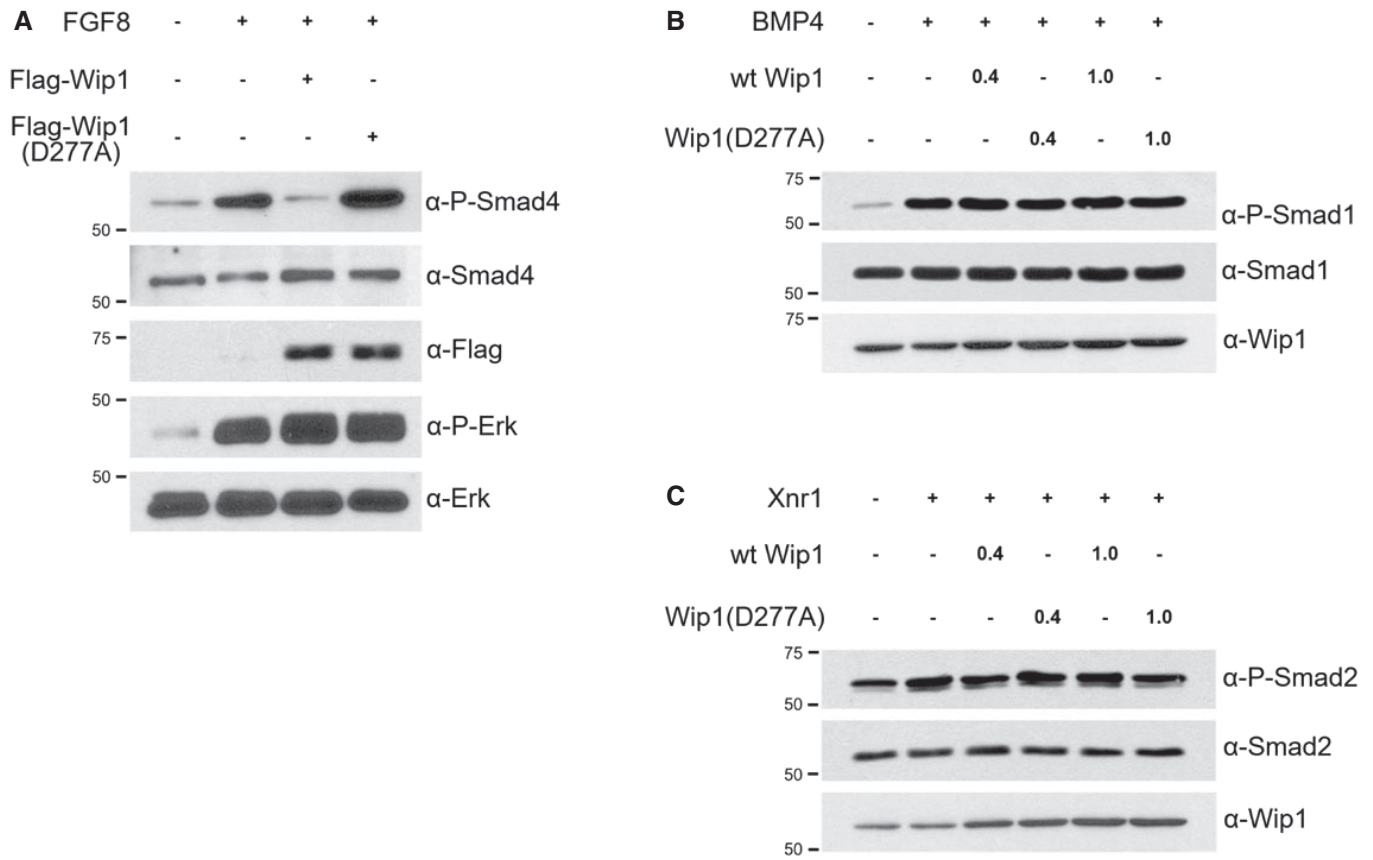 A FGF8 - + + +
Flag-Wip1 - - + -
Flag-Wip1
(D277A) - - - +
α-P-Smad4
50
α-Smad4
50
75
α-Flag
50
α-P-Erk
50
α-Erk
B BMP4 - + + + + +
wt Wip1 - - 0.4 - 1.0 -
Wip1(D277A) - - - 0.4 - 1.0
75
50 α-P-Smad1
α-Smad1
50
75
α-Wip1
C Xnr1 - + + + + +
wt Wip1 - - 0.4 - 1.0 -
Wip1(D277A) - - - 0.4 - 1.0
75
α-P-Smad2
50
α-Smad2
50
α-Wip1
50